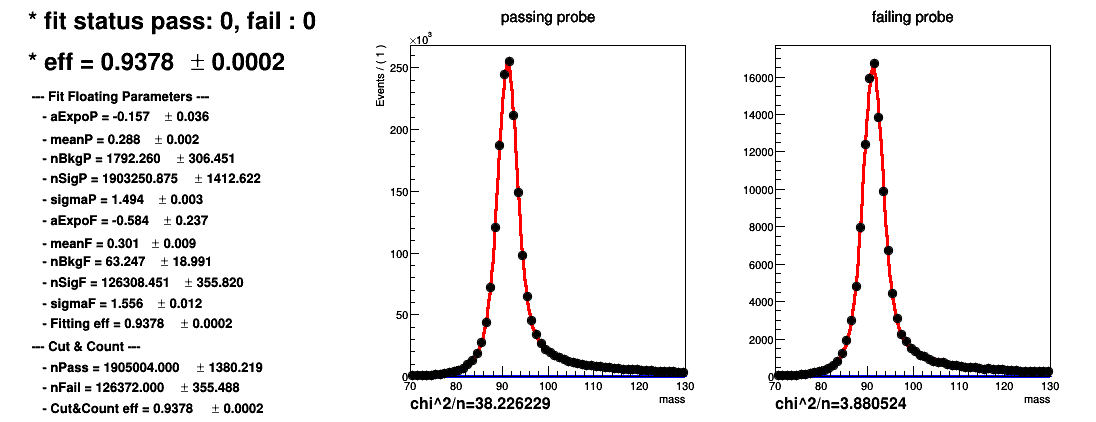 * fit status pass: 0, fail : 0
* eff = 0.9378 ± 0.0002
--- Fit Floating Parameters ---
- aExpoP = -0.157 ± 0.036
- meanP = 0.288 ± 0.002
- nBkgP = 1792.260 ± 306.451
- nSigP = 1903250.875 ± 1412.622
- sigmaP = 1.494 ± 0.003
- aExpoF = -0.584 ± 0.237
- meanF = 0.301 ± 0.009
- nBkgF = 63.247 ± 18.991
- nSigF = 126308.451 ± 355.820
- sigmaF = 1.556 ± 0.012
- Fitting eff = 0.9378 ± 0.0002
--- Cut & Count ---
- nPass = 1905004.000 ± 1380.219
- nFail = 126372.000 ± 355.488
- Cut&Count eff = 0.9378 ± 0.0002
passing probe
×10³
Events / ( 1 )
250
200
150
100
50
0
70 80 90 100 110 120 130
mass
chi^2/n=38.226229
failing probe
16000
14000
12000
10000
8000
6000
4000
2000
0
70 80 90 100 110 120 130
mass
chi^2/n=3.880524